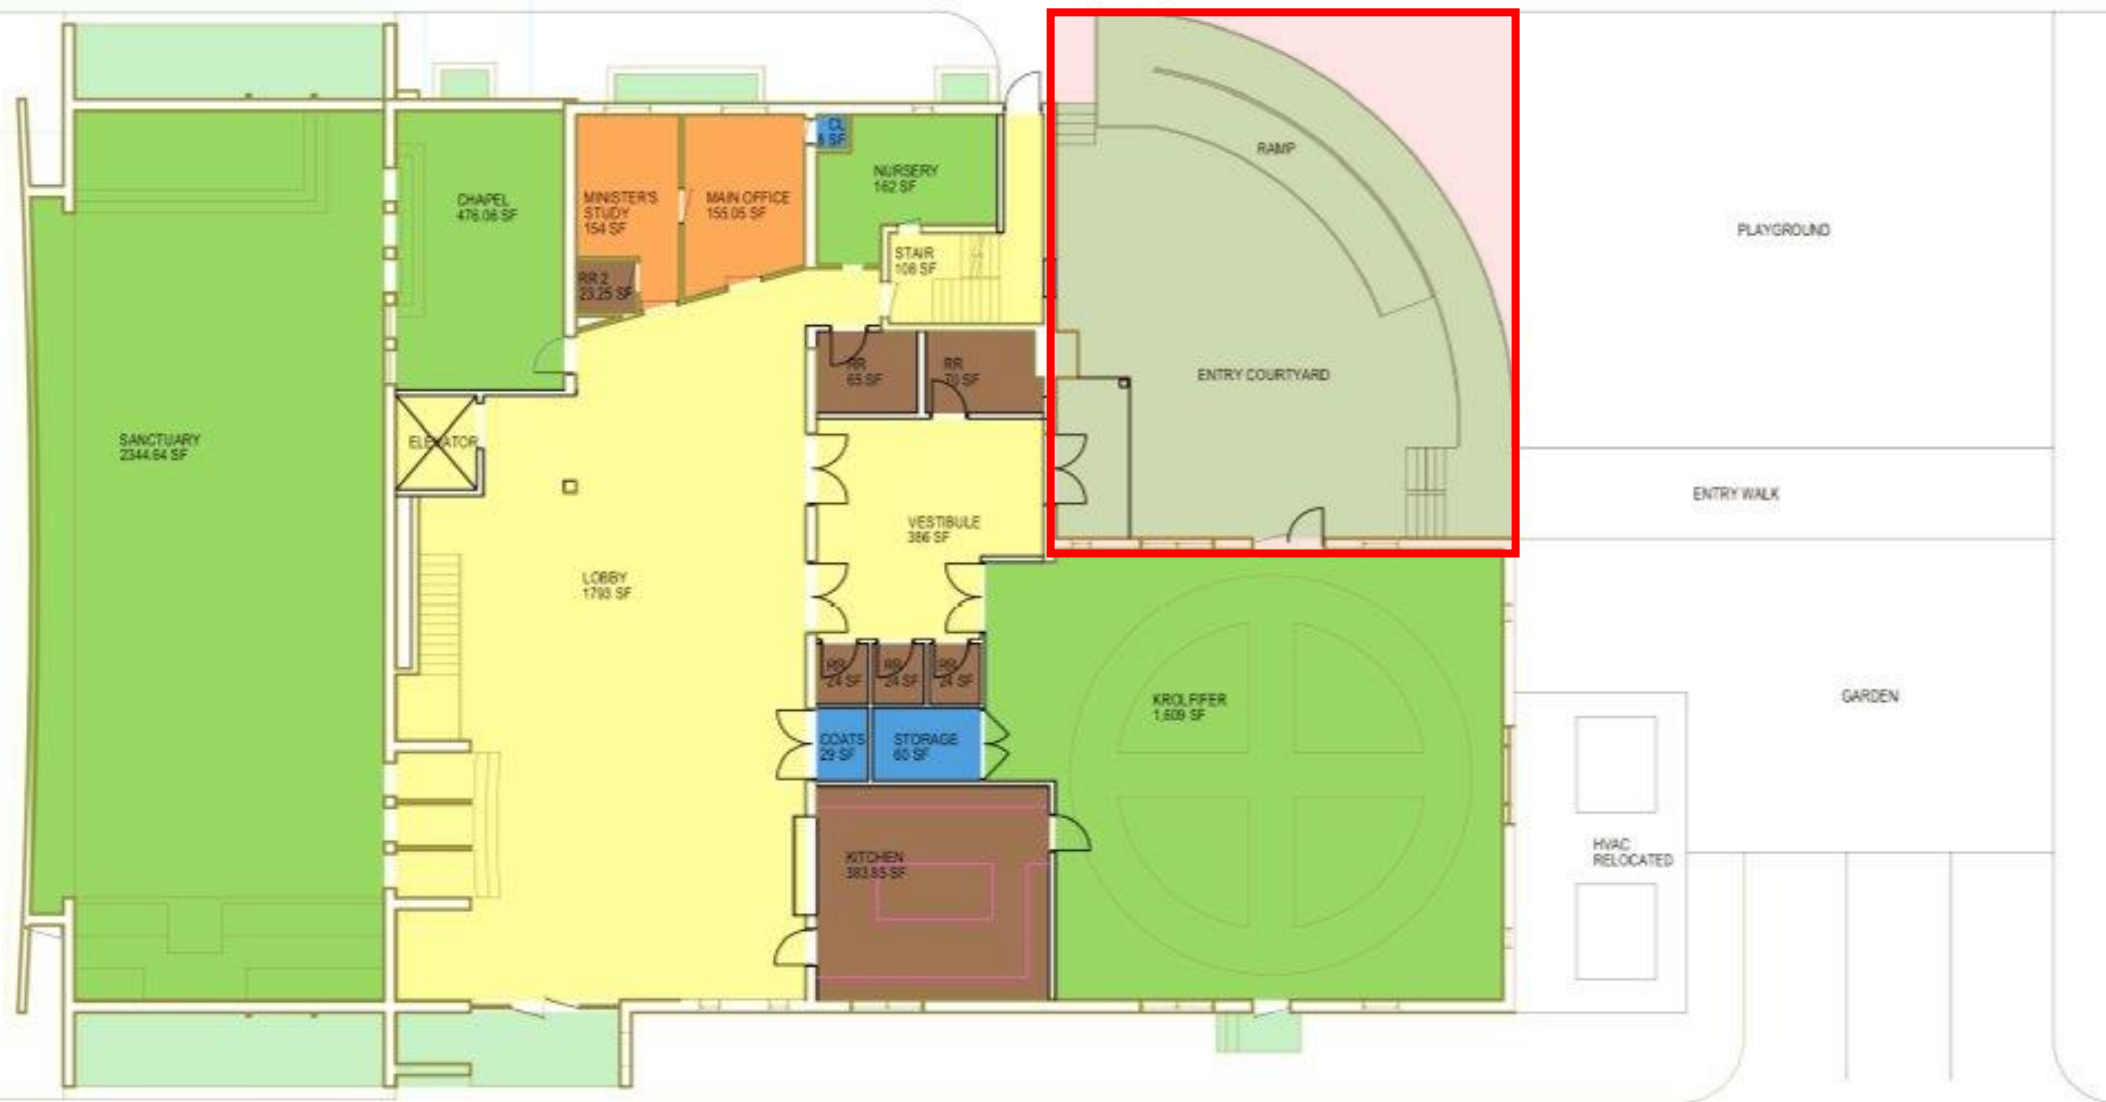 CL
NURSERY
162 SF
CHAPEL
476.06 SF
MINISTER'S
STUDY
154 SF
MAIN OFFICE
155.05 SF
RAMP
PLAYGROUND
STAIR
108 SF
RR 2
23.25 SF
RR
65 SF
RR
70 SF
ENTRY COURTYARD
SANCTUARY
2344.64 SF
ELEVATOR
ENTRY WALK
VESTIBULE
386 SF
LOBBY
1793 SF
RR
24 SF
RR
24 SF
RR
24 SF
KROLFIFER
1,609 SF
GARDEN
COATS
29 SF
STORAGE
60 SF
KITCHEN
383.85 SF
HVAC
RELOCATED